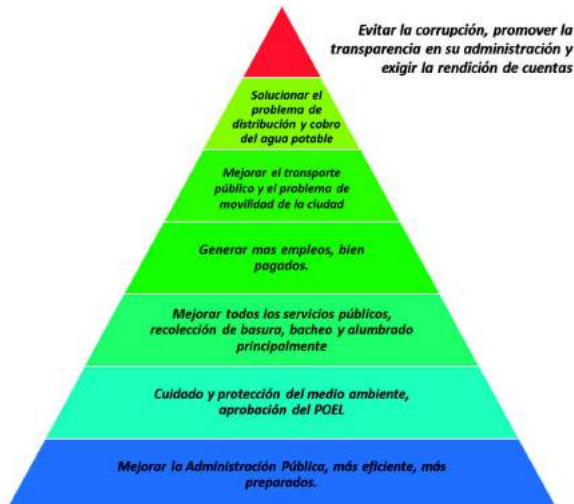 Evitar la corrupción, promover la
transparencia en su administración y
exigir la rendición de cuentas
Solucionar el
problema de
distribución y cobro
del agua potable
Mejorar el transporte
público y el problema de
movilidad de la ciudad
Generar mas empleos, bien
pagados.
Mejorar todos los servicios públicos,
recolección de basura, bacheo y alumbrado
principalmente
Cuidado y protección del medio ambiente,
aprobación del POEL
Mejorar la Administración Pública, más eficiente, más
preparados.